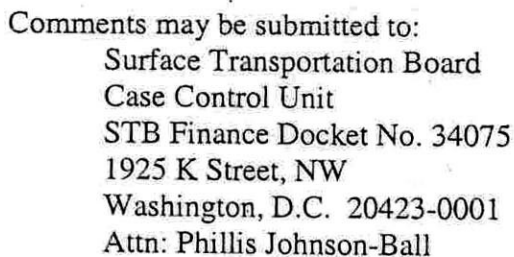 Comments may be submitted to:
Surface Transportation Board
Case Control Unit
STB Finance Docket No. 34075
1925 K Street, NW
Washington, D.C. 20423-0001
Attn: Phillis Johnson-Ball